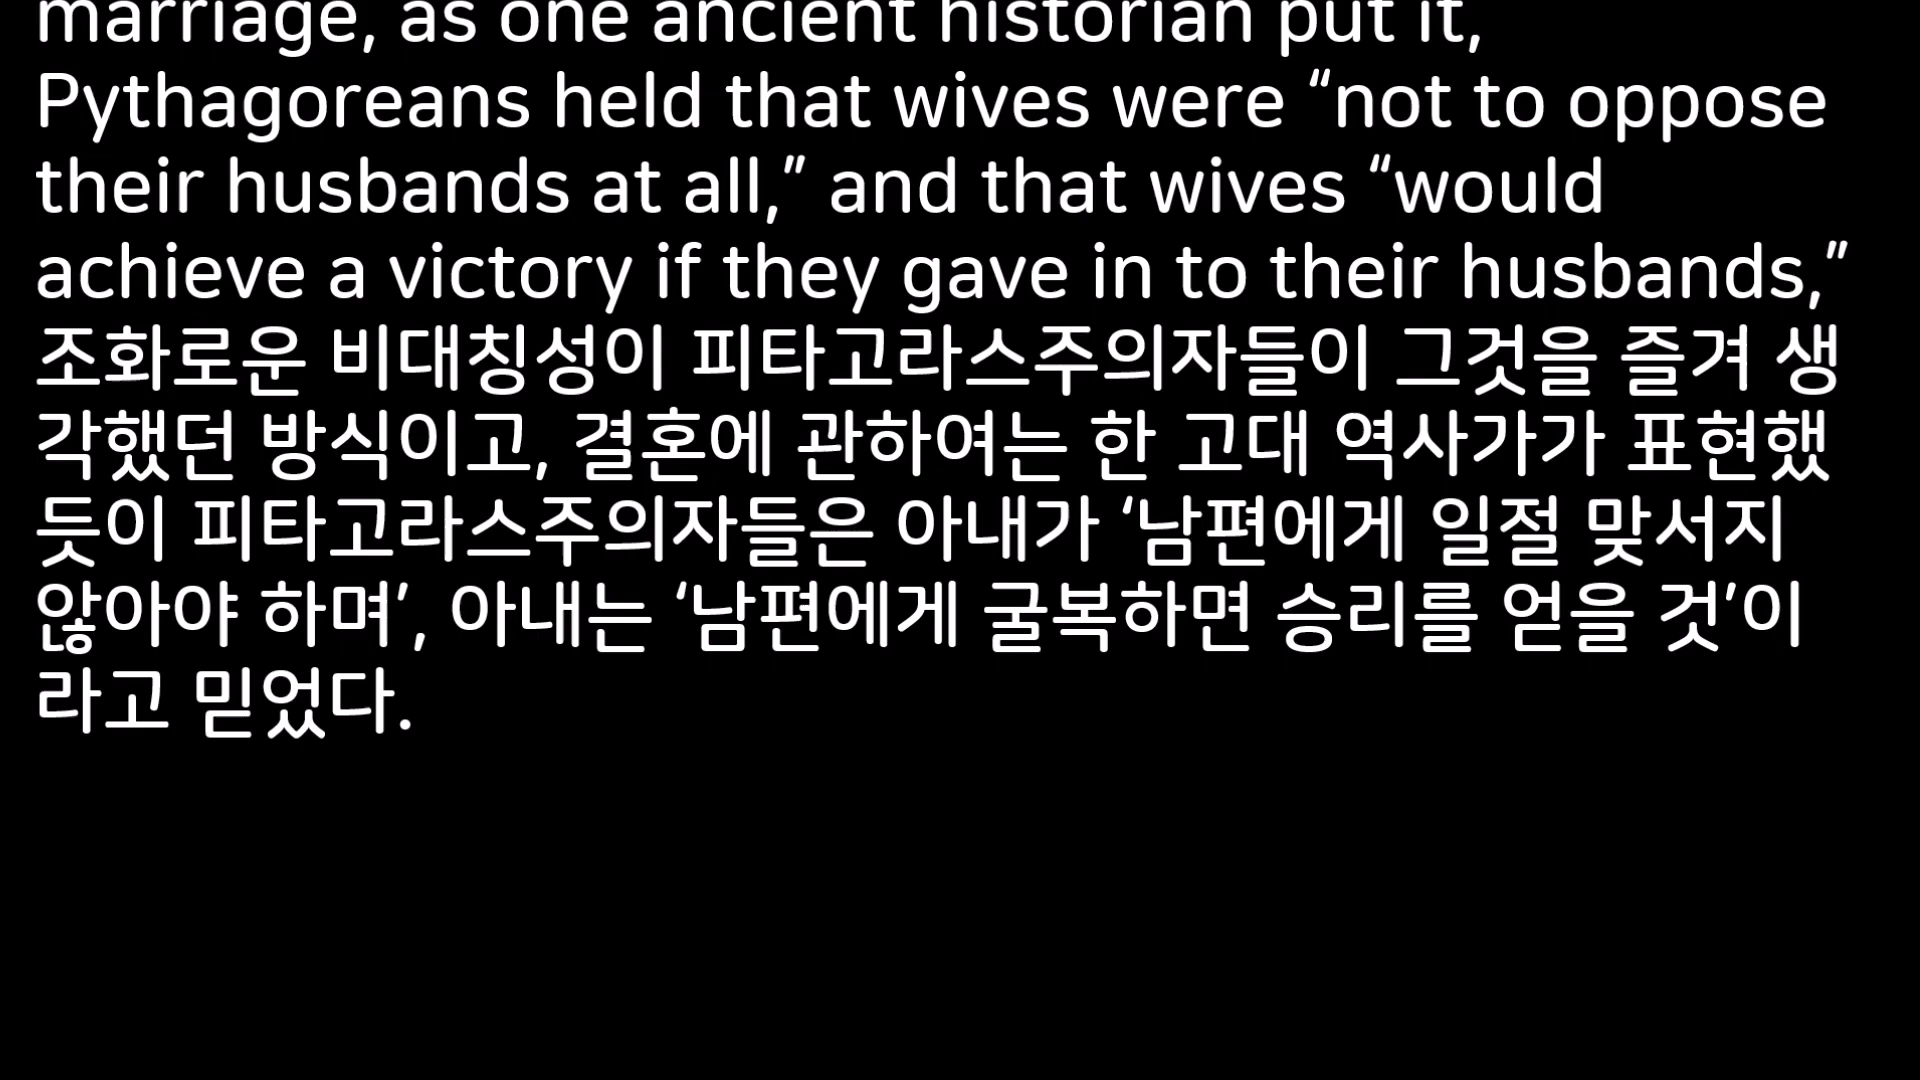 marriage, as one ancient historian put it,
Pythagoreans held that wives were “not to oppose
their husbands at all,” and that wives “would
achieve a victory if they gave in to their husbands,”
조화로운 비대칭성이 피타고라스주의자들이 그것을 즐겨 생
각했던 방식이고, 결혼에 관하여는 한 고대 역사가가 표현했
듯이 피타고라스주의자들은 아내가 ‘남편에게 일절 맞서지
않아야 하며’, 아내는 ‘남편에게 굴복하면 승리를 얻을 것’이
라고 믿었다.